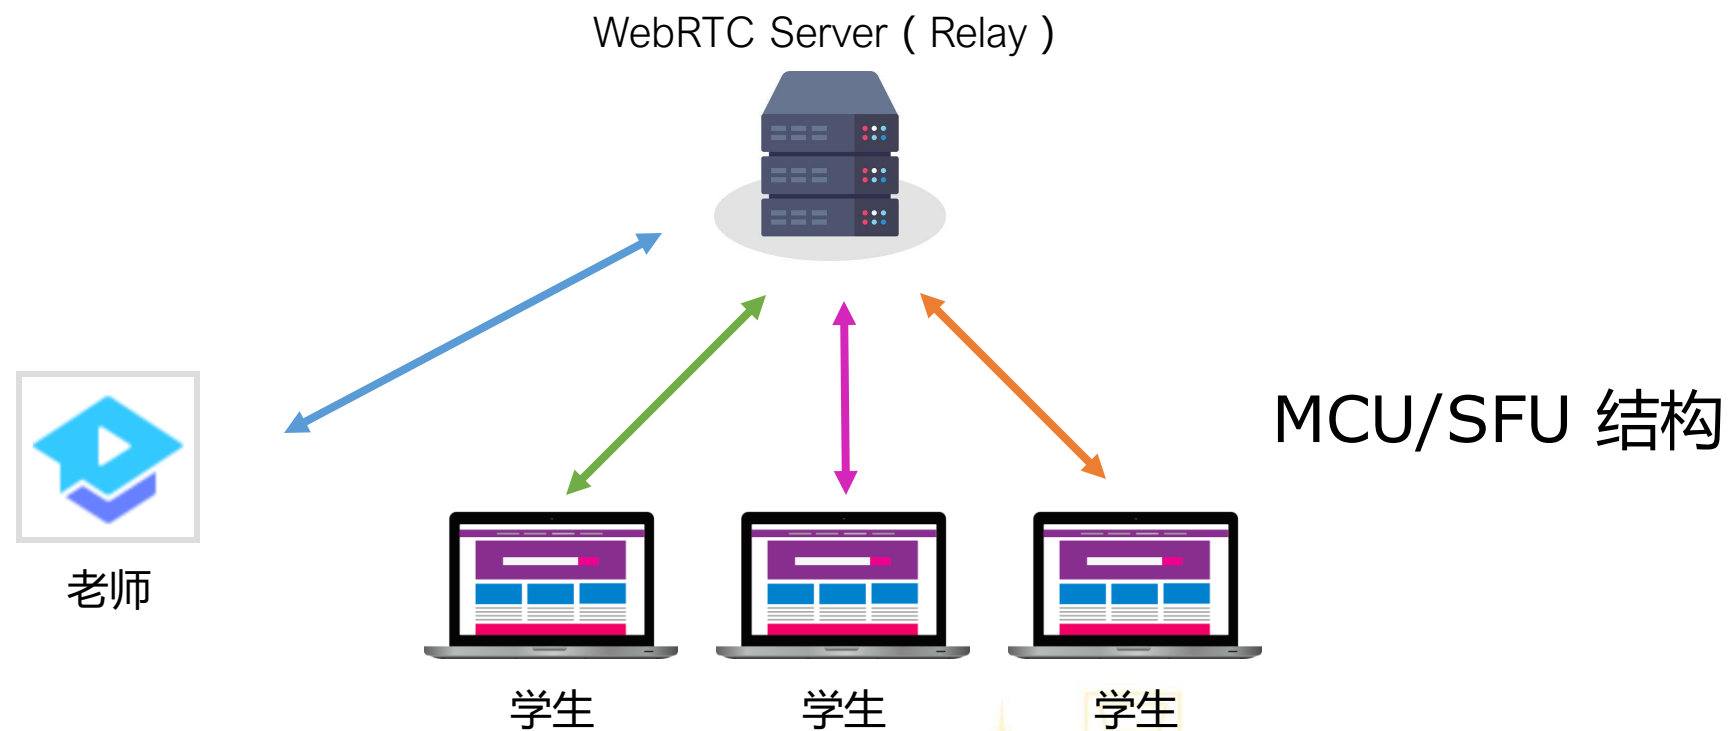 WebRTC Server（Relay）
MCU/SFU 结构
老师
学生
学生
学生